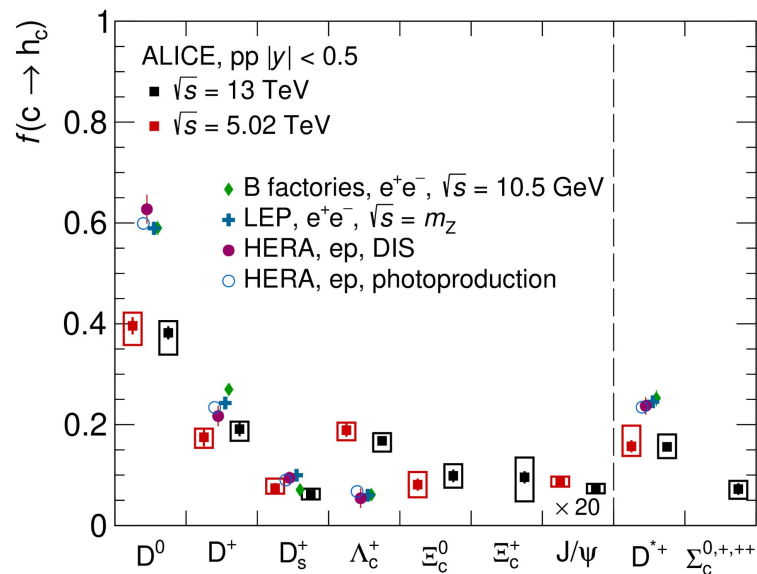 f(c → h_c)
1
0.8
0.6
0.4
0.2
0
ALICE, pp |y| < 0.5
√s = 13 TeV
√s = 5.02 TeV
B factories, e⁺e⁻, √s = 10.5 GeV
LEP, e⁺e⁻, √s = m_Z
HERA, ep, DIS
HERA, ep, photoproduction
× 20
D⁰ D⁺ D_s⁺ Λ_c⁺ Ξ_c⁰ Ξ_c⁺ J/ψ D*⁺ Σ_c^{0,+,++}